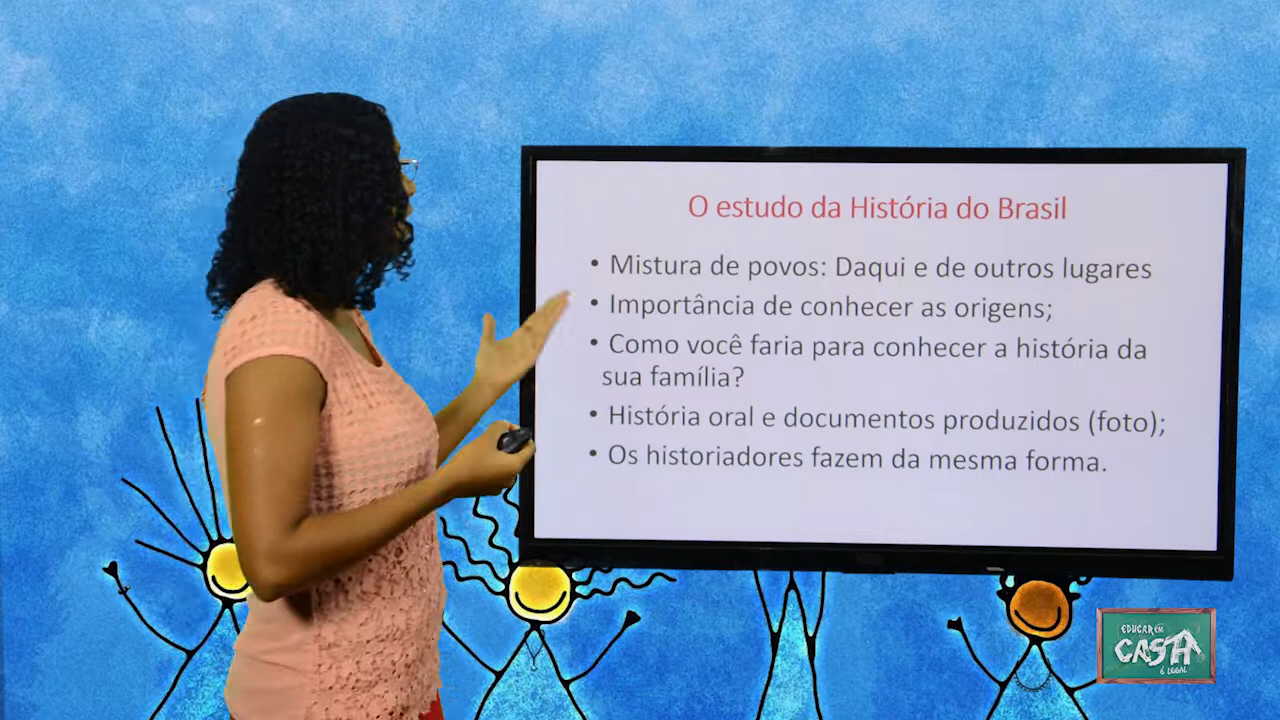 O estudo da História do Brasil
• Mistura de povos: Daqui e de outros lugares
• Importância de conhecer as origens;
• Como você faria para conhecer a história da
sua família?
• História oral e documentos produzidos (foto);
• Os historiadores fazem da mesma forma.
EDUCAR EM
CASA
É LEGAL